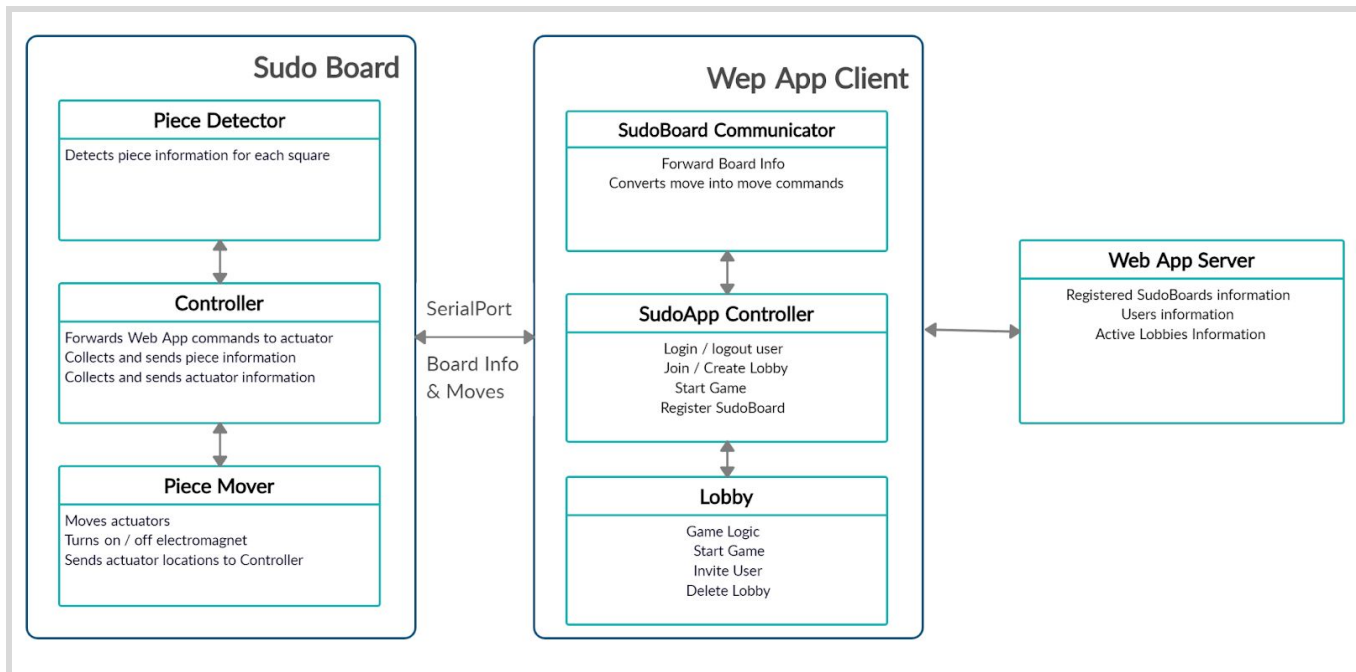 Sudo Board
Piece Detector
Detects piece information for each square
Controller
Forwards Web App commands to actuator
Collects and sends piece information
Collects and sends actuator information
Piece Mover
Moves actuators
Turns on / off electromagnet
Sends actuator locations to Controller
SerialPort
Board Info
& Moves
Wep App Client
SudoBoard Communicator
Forward Board Info
Converts move into move commands
SudoApp Controller
Login / logout user
Join / Create Lobby
Start Game
Register SudoBoard
Lobby
Game Logic
Start Game
Invite User
Delete Lobby
Web App Server
Registered SudoBoards information
Users information
Active Lobbies Information